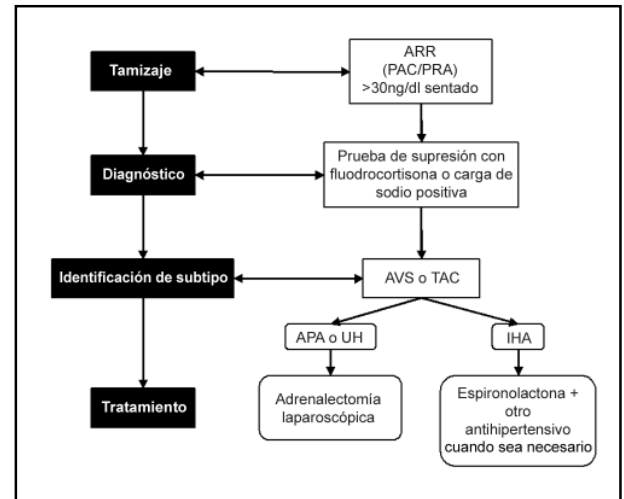 Tamizaje
ARR
(PAC/PRA)
>30ng/dl sentado
Diagnóstico
Prueba de supresión con
fludrocortisona o carga de
sodio positiva
Identificación de subtipo
AVS o TAC
APA o UH
IHA
Tratamiento
Adrenalectomía
laparoscópica
Espironolactona +
otro
antihipertensivo
cuando sea necesario